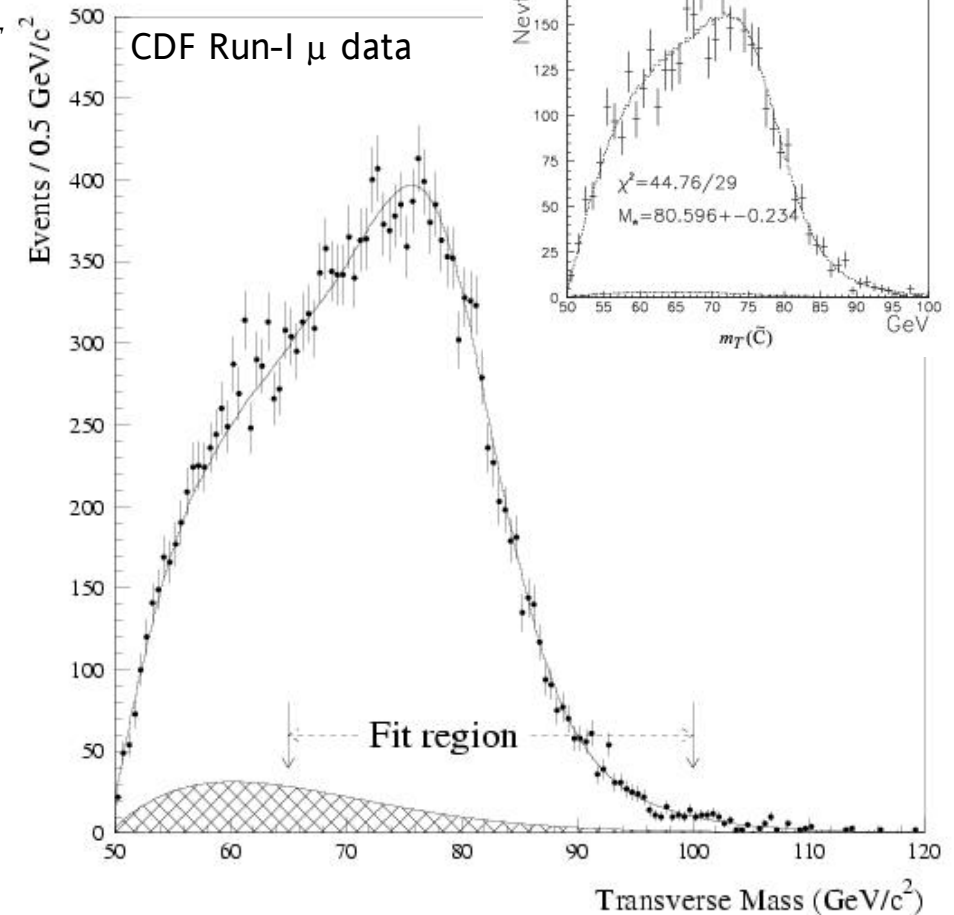 CDF Run-I μ data
Events / 0.5 GeV/c²
500
450
400
350
300
250
200
150
100
50
0
Fit region
50 60 70 80 90 100 110 120
Transverse Mass (GeV/c²)
150
125
100
75
50
25
0
χ²=44.76/29
=80.596+-0.234
50 55 60 65 70 75 80 85 90 95 100
GeV
m_T(C̃)